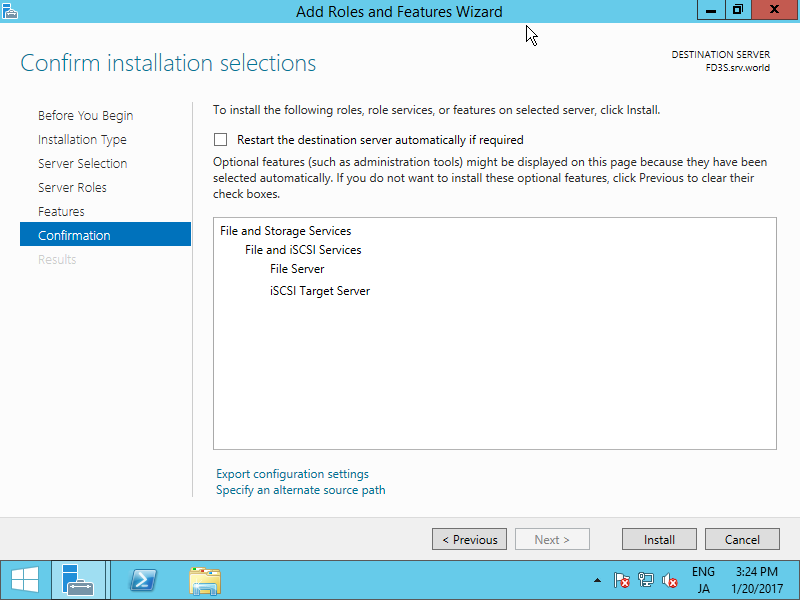 Add Roles and Features Wizard
Confirm installation selections
DESTINATION SERVER
FD3S.srv.world
Before You Begin
Installation Type
Server Selection
Server Roles
Features
Confirmation
Results
To install the following roles, role services, or features on selected server, click Install.
Restart the destination server automatically if required
Optional features (such as administration tools) might be displayed on this page because they have been
selected automatically. If you do not want to install these optional features, click Previous to clear their
check boxes.
File and Storage Services
File and iSCSI Services
File Server
iSCSI Target Server
Export configuration settings
Specify an alternate source path
< Previous
Next >
Install
Cancel
ENG
JA
3:24 PM
1/20/2017